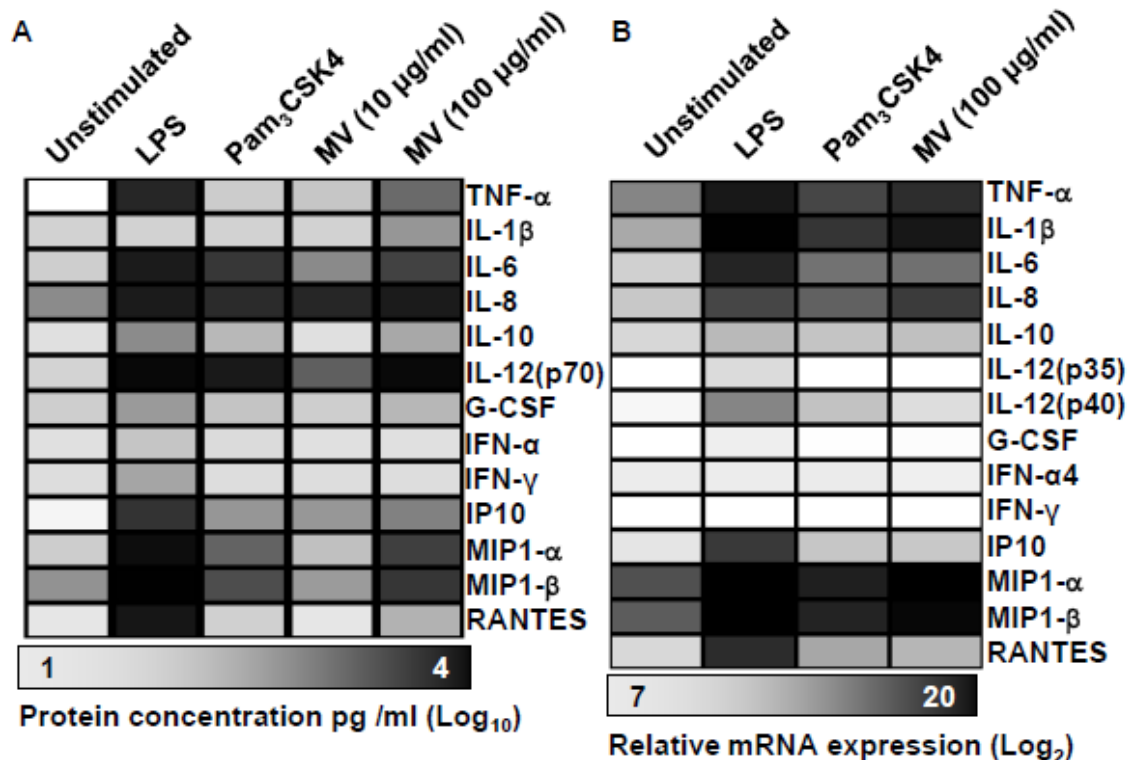 A
Unstimulated
LPS
Pam₃CSK4
MV (10 µg/ml)
MV (100 µg/ml)
TNF-α
IL-1β
IL-6
IL-8
IL-10
IL-12(p70)
G-CSF
IFN-α
IFN-γ
IP10
MIP1-α
MIP1-β
RANTES
1 4
Protein concentration pg /ml (Log₁₀)
B
Unstimulated
LPS
Pam₃CSK4
MV (100 µg/ml)
TNF-α
IL-1β
IL-6
IL-8
IL-10
IL-12(p35)
IL-12(p40)
G-CSF
IFN-α4
IFN-γ
IP10
MIP1-α
MIP1-β
RANTES
7 20
Relative mRNA expression (Log₂)